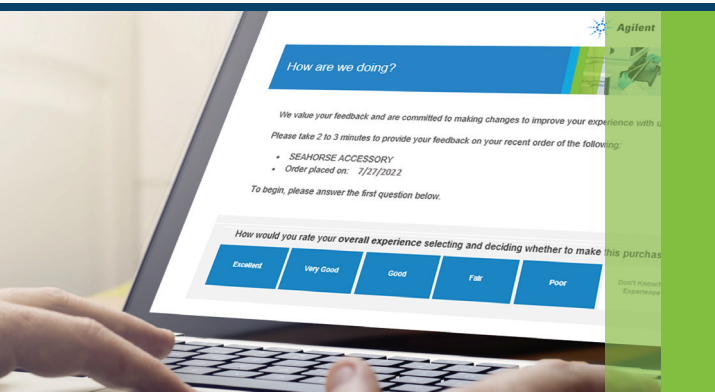 Agilent
How are we doing?
We value your feedback and are committed to making changes to improve your experience with u
Please take 2 to 3 minutes to provide your feedback on your recent order of the following:
• SEAHORSE ACCESSORY
• Order placed on: 7/27/2022
To begin, please answer the first question below.
How would you rate your overall experience selecting and deciding whether to make this purchas
Excellent Very Good Good Fair Poor Don't Know/
Experience